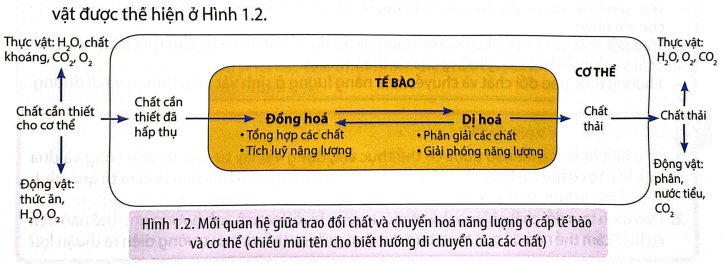 vật được thể hiện ở Hình 1.2.
Thực vật: H₂O, chất
khoáng, CO₂, O₂
Chất cần thiết
cho cơ thể
Động vật:
thức ăn,
H₂O, O₂
Chất cần
thiết đã
hấp thụ
TẾ BÀO
Đồng hoá
• Tổng hợp các chất
• Tích luỹ năng lượng
Dị hoá
• Phân giải các chất
• Giải phóng năng lượng
CƠ THỂ
Chất
thải
Thực vật:
H₂O, O₂, CO₂
Chất thải
Động vật:
phân,
nước tiểu,
CO₂
Hình 1.2. Mối quan hệ giữa trao đổi chất và chuyển hoá năng lượng ở cấp tế bào
và cơ thể (chiều mũi tên cho biết hướng di chuyển của các chất)